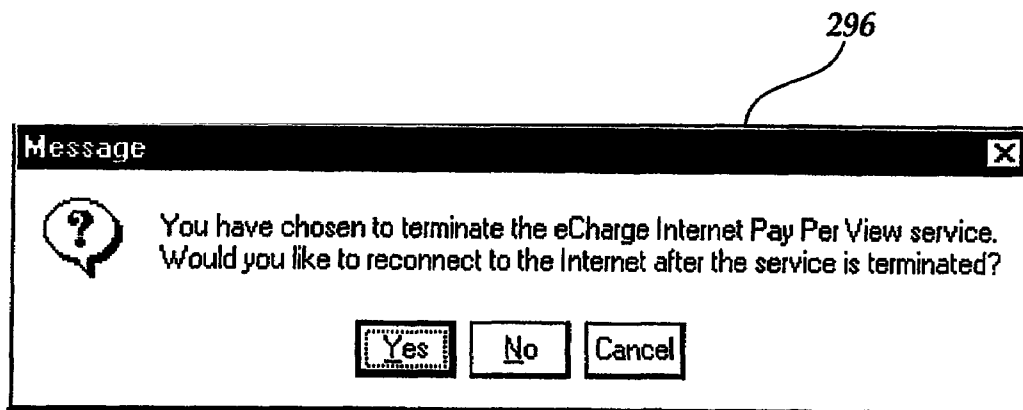 296
Message
You have chosen to terminate the eCharge Internet Pay Per View service.
Would you like to reconnect to the Internet after the service is terminated?
Yes No Cancel